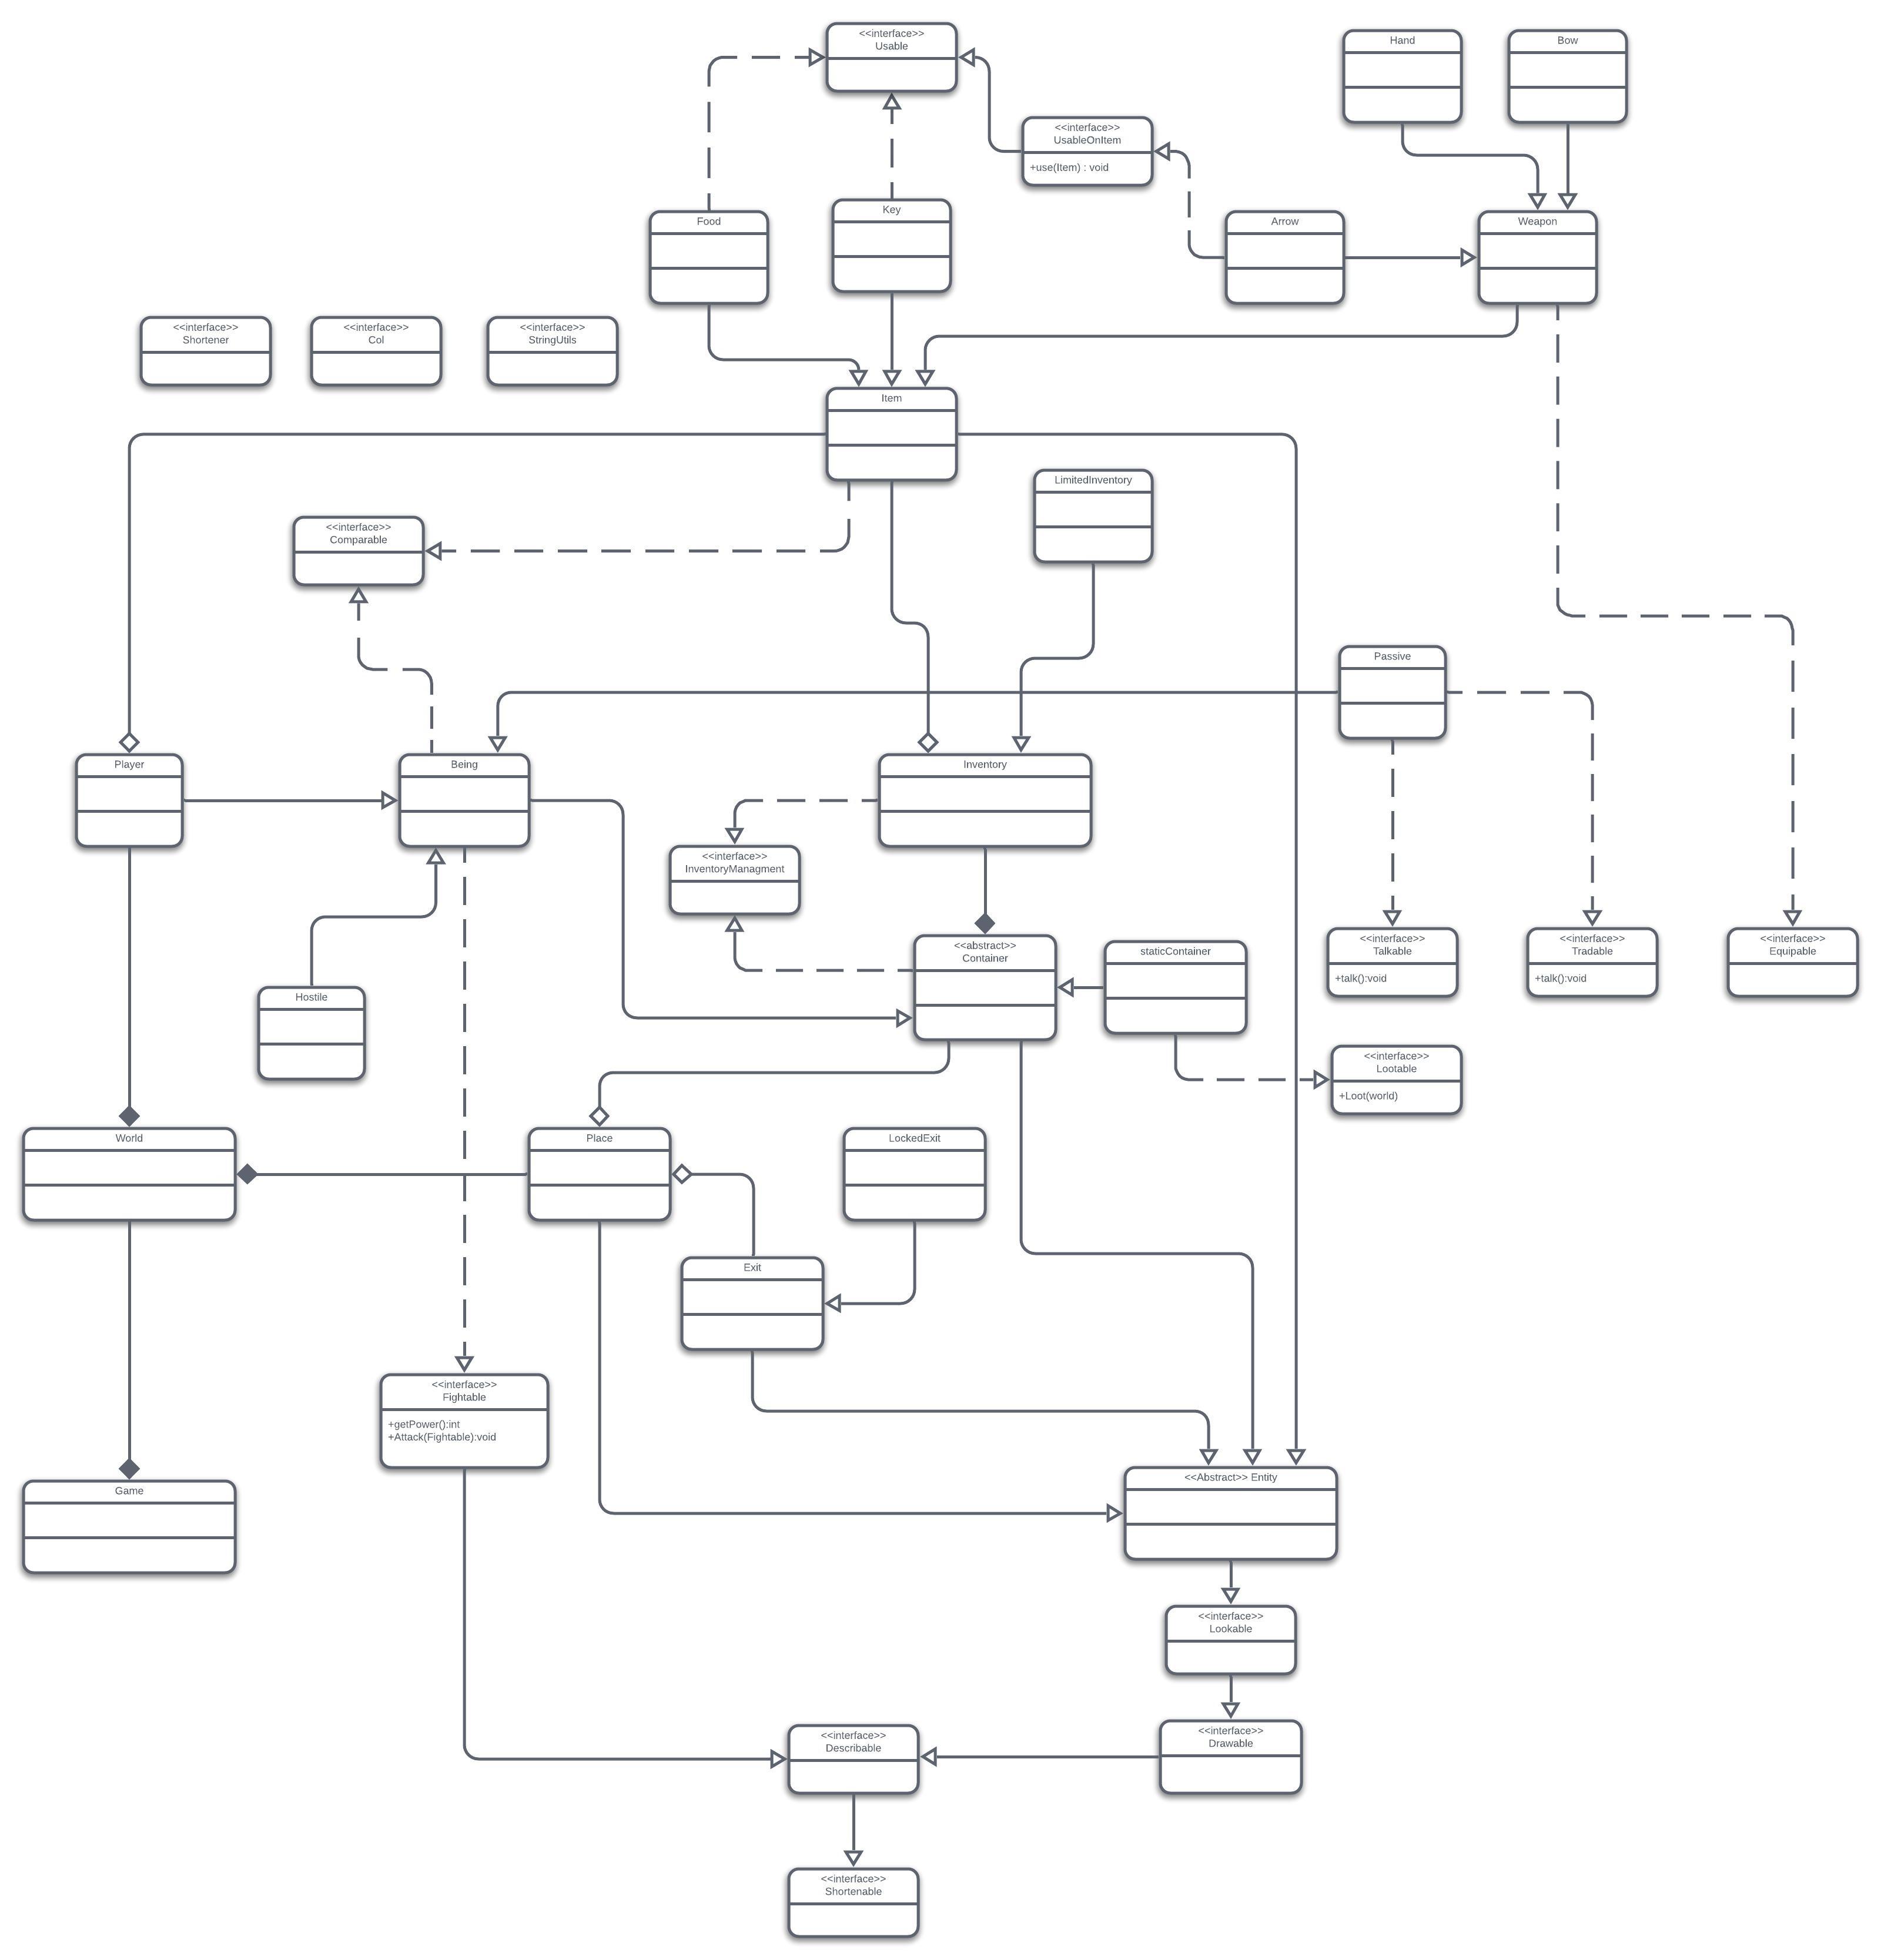 <<interface>>
Usable
Hand
Bow
<<interface>>
UsableOnItem
+use(Item) : void
Key
Food
Arrow
Weapon
<<interface>>
Shortener
<<interface>>
Col
<<interface>>
StringUtils
Item
LimitedInventory
<<interface>>
Comparable
Passive
Player
Being
Inventory
<<interface>>
InventoryManagment
<<interface>>
Talkable
+talk():void
<<interface>>
Tradable
+talk():void
<<interface>>
Equipable
<<abstract>>
Container
staticContainer
Hostile
<<interface>>
Lootable
+Loot(world)
World
Place
LockedExit
Exit
<<interface>>
Fightable
+getPower():int
+Attack(Fightable):void
<<Abstract>> Entity
Game
<<interface>>
Lookable
<<interface>>
Drawable
<<interface>>
Describable
<<interface>>
Shortenable